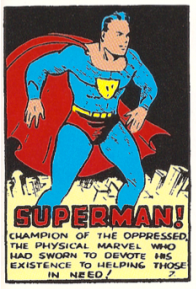 SUPERMAN!
CHAMPION OF THE OPPRESSED,
THE PHYSICAL MARVEL WHO
HAD SWORN TO DEVOTE HIS
EXISTENCE TO HELPING THOSE
IN NEED!